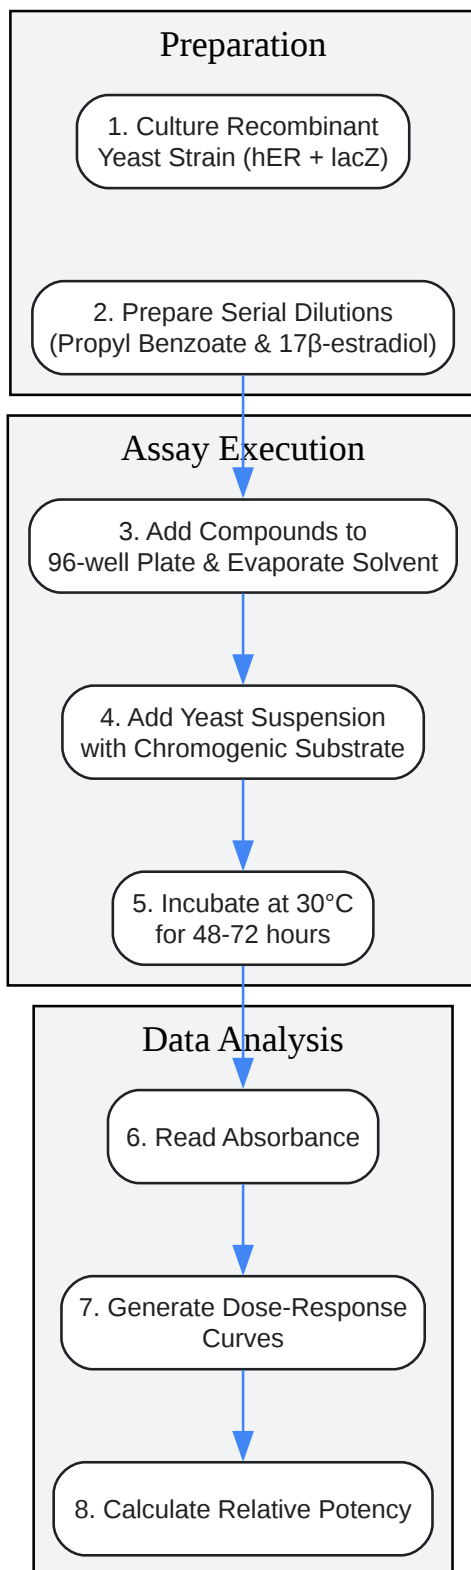 Preparation
1. Culture Recombinant
Yeast Strain (hER + lacZ)
2. Prepare Serial Dilutions
(Propyl Benzoate & 17β-estradiol)
Assay Execution
3. Add Compounds to
96-well Plate & Evaporate Solvent
4. Add Yeast Suspension
with Chromogenic Substrate
5. Incubate at 30°C
for 48-72 hours
Data Analysis
6. Read Absorbance
7. Generate Dose-Response
Curves
8. Calculate Relative Potency